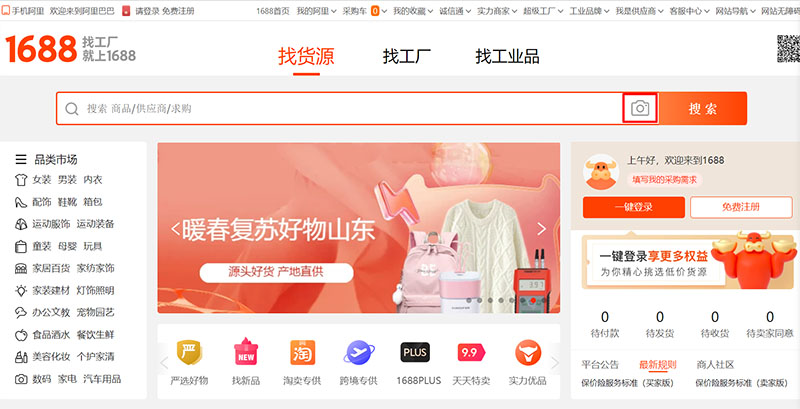 手机阿里 欢迎来到阿里巴巴 请登录 免费注册 1688首页 我的阿里 采购车 0 我的收藏 诚信通 实力商家 超级工厂 工业品牌 我是供应商 客服中心 网站导航 网站无障碍
1688 找工厂
就上1688
找货源 找工厂 找工业品
搜索 商品/供应商/求购 搜 索
品类市场
女装 男装 内衣
配饰 鞋靴 箱包
运动服饰 运动装备
童装 母婴 玩具
家居百货 家纺家饰
家装建材 灯饰照明
办公文教 宠物园艺
食品酒水 餐饮生鲜
美容化妆 个护家清
数码 家电 汽车用品
暖春复苏好物山东
源头好货 产地直供
严
NEW
淘
PLUS
9.9
严选好物 找新品 淘卖专供 跨境专供 1688PLUS 天天特卖 实力优品
上午好，欢迎来到1688
填写我的采购需求
一键登录 免费注册
一键登录享更多权益
为你精心挑选低价货源
0 0 0 0
待付款 待发货 待收货 待卖家同意
平台公告 最新规则 商人社区
保价险服务标准（买家版） 保价险服务标准（卖家版）